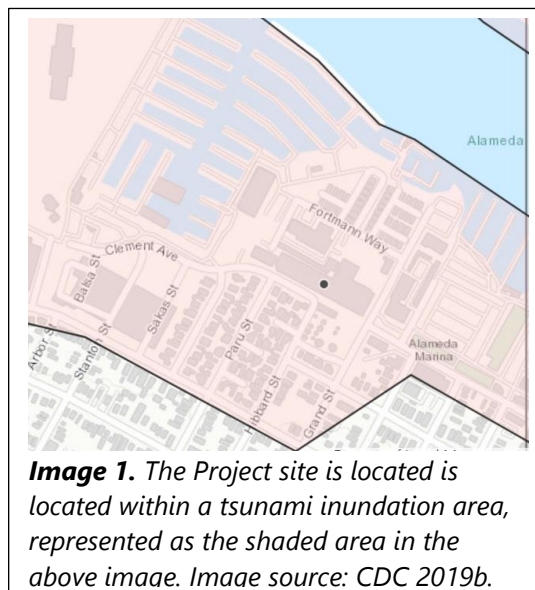 Alameda
Fortmann Way
Clement Ave
Balsa St
Sakas St
Paru St
Alameda
Marina
Arbor St
Stanton St
Hibbard St
Grand St
Image 1. The Project site is located is
located within a tsunami inundation area,
represented as the shaded area in the
above image. Image source: CDC 2019b.